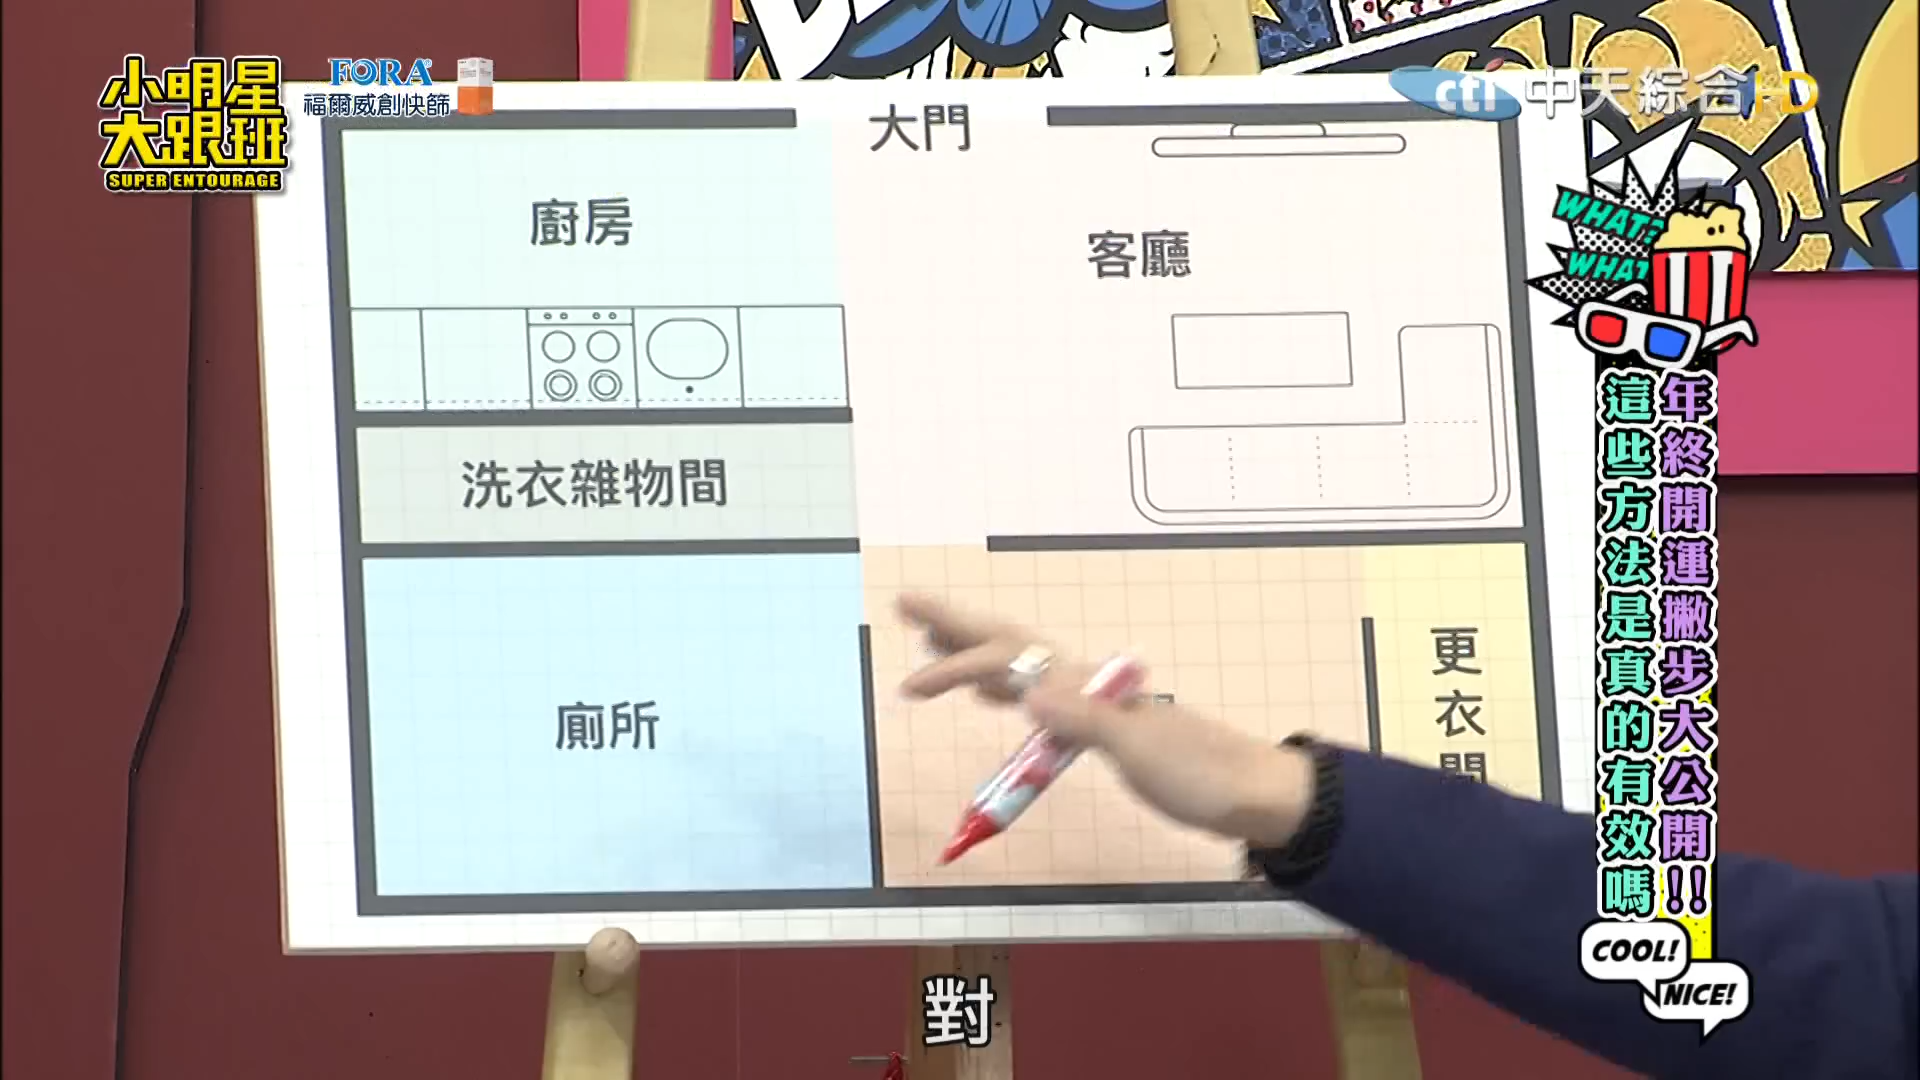 小明星
大跟班
SUPER ENTOURAGE
FORA
福爾威創快篩
cti 中天綜合HD
大門
廚房
客廳
洗衣雜物間
廁所
更衣間
WHAT?
WHAT
年終開運撇步大公開!!
這些方法是真的有效嗎
COOL!
NICE!
對